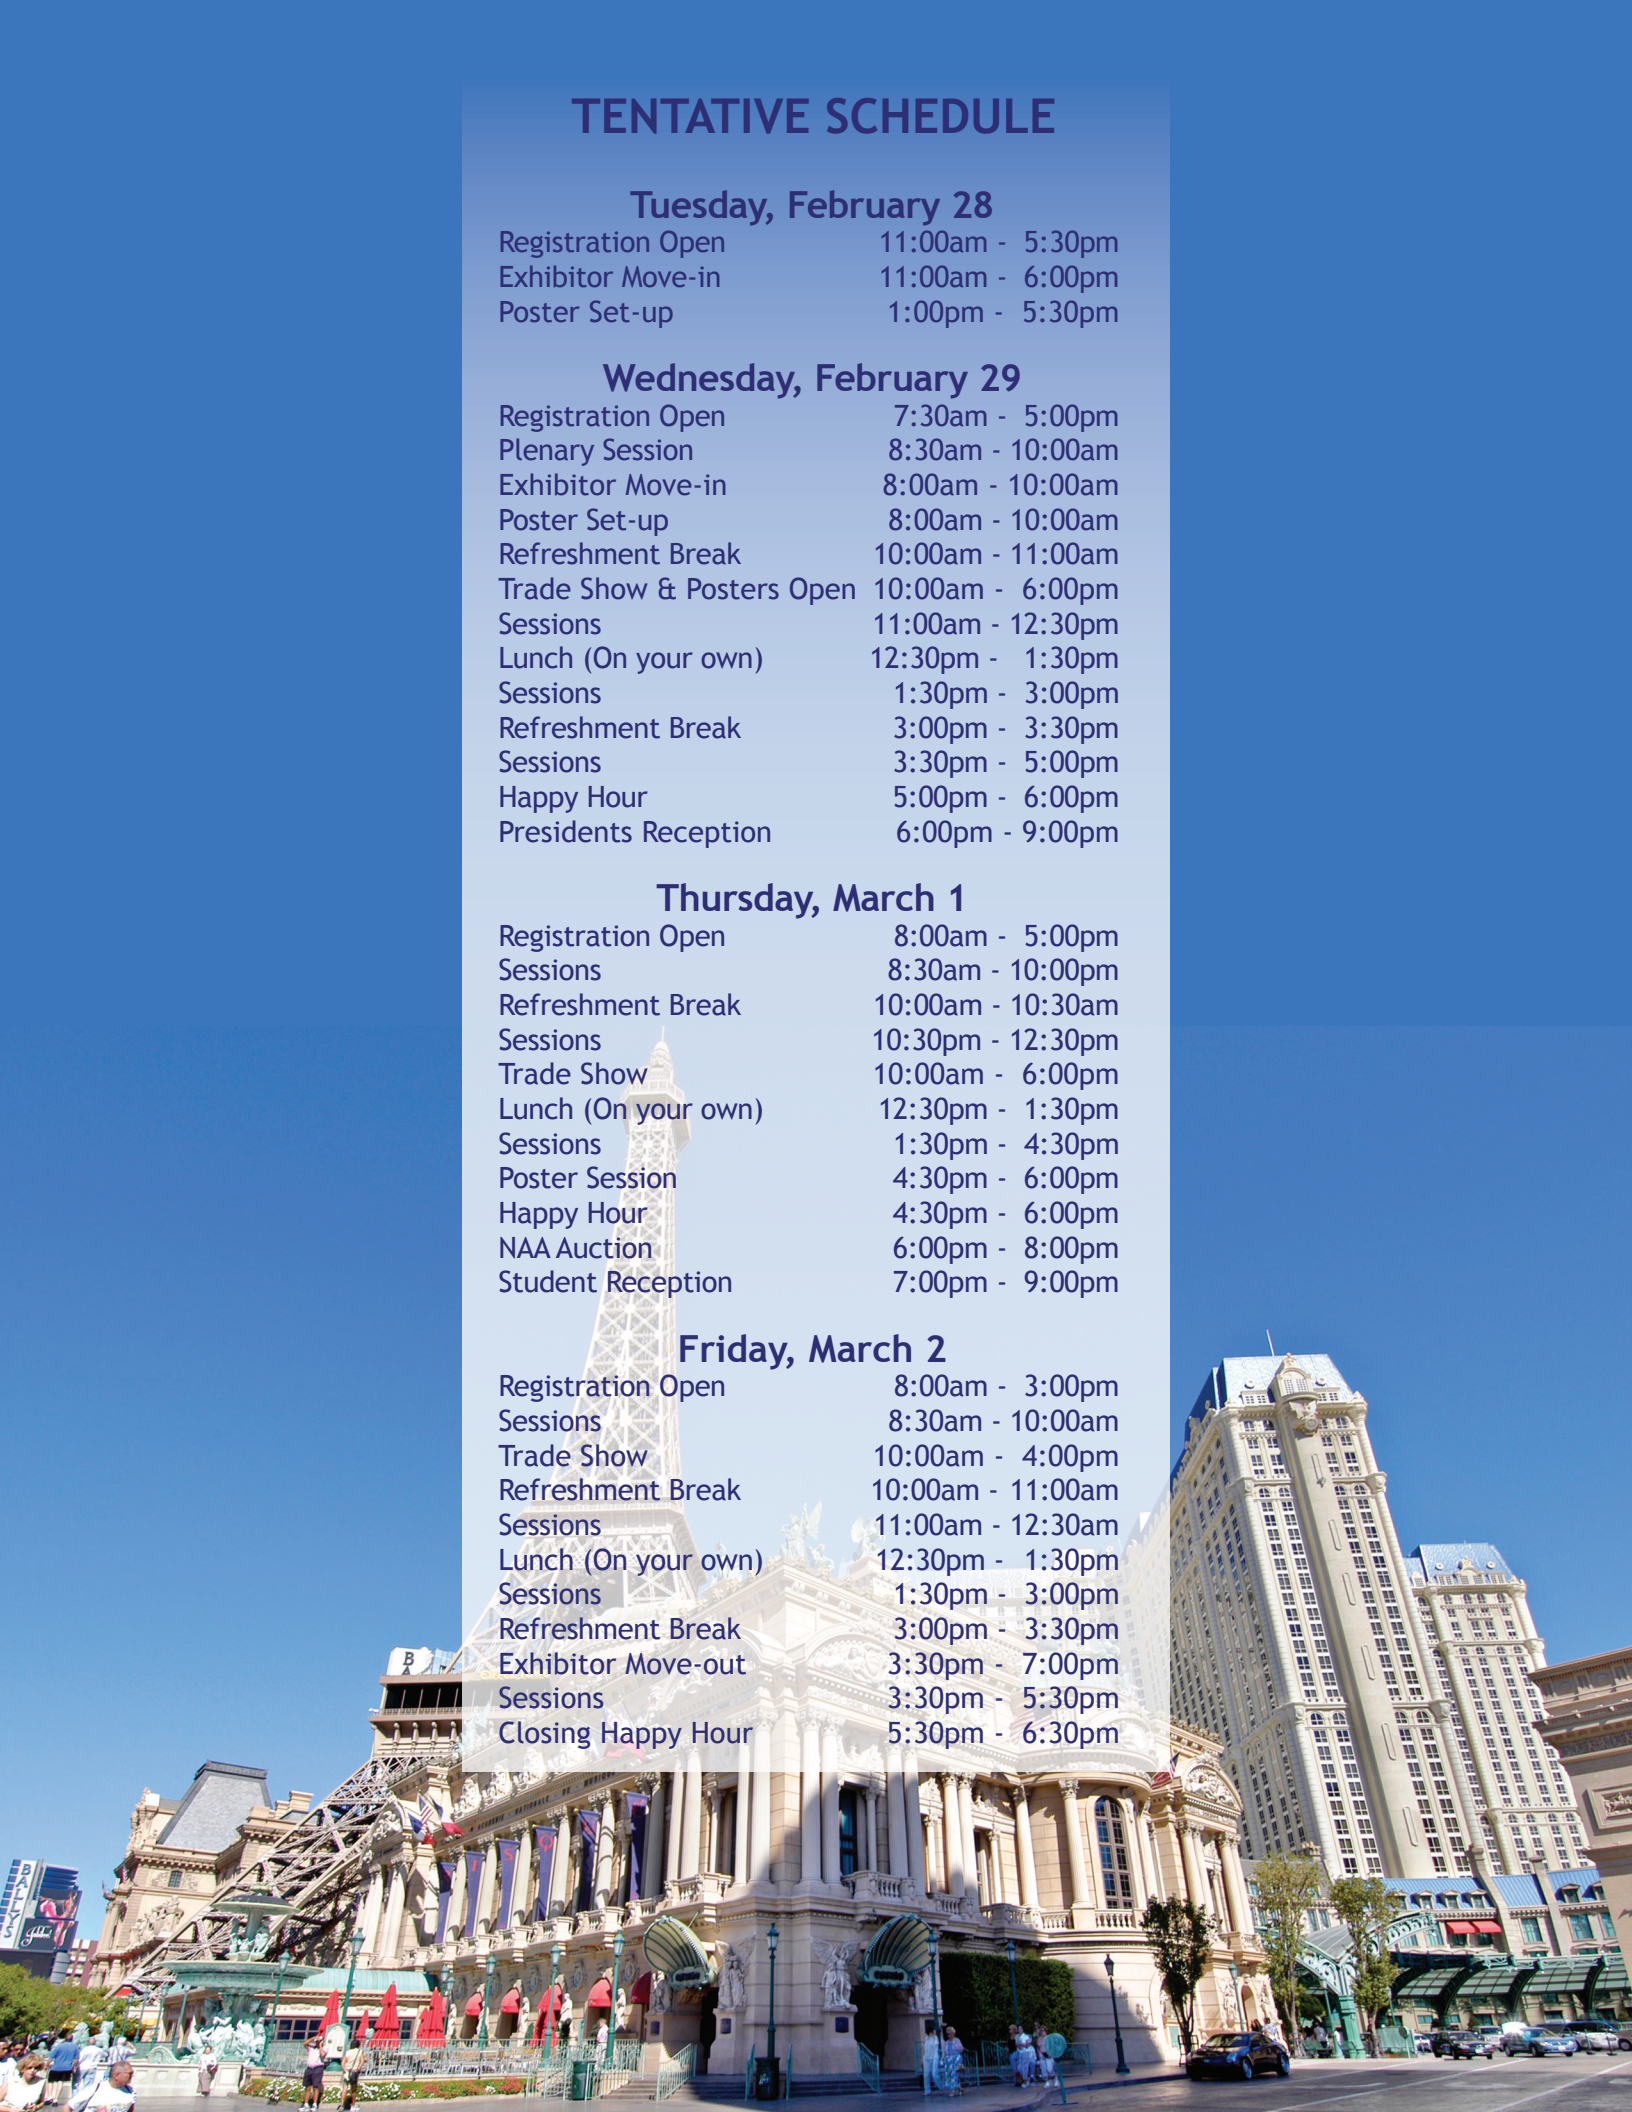 TENTATIVE SCHEDULE
Tuesday, February 28
Registration Open 11:00am - 5:30pm
Exhibitor Move-in 11:00am - 6:00pm
Poster Set-up 1:00pm - 5:30pm
Wednesday, February 29
Registration Open 7:30am - 5:00pm
Plenary Session 8:30am - 10:00am
Exhibitor Move-in 8:00am - 10:00am
Poster Set-up 8:00am - 10:00am
Refreshment Break 10:00am - 11:00am
Trade Show & Posters Open 10:00am - 6:00pm
Sessions 11:00am - 12:30pm
Lunch (On your own) 12:30pm - 1:30pm
Sessions 1:30pm - 3:00pm
Refreshment Break 3:00pm - 3:30pm
Sessions 3:30pm - 5:00pm
Happy Hour 5:00pm - 6:00pm
Presidents Reception 6:00pm - 9:00pm
Thursday, March 1
Registration Open 8:00am - 5:00pm
Sessions 8:30am - 10:00pm
Refreshment Break 10:00am - 10:30am
Sessions 10:30pm - 12:30pm
Trade Show 10:00am - 6:00pm
Lunch (On your own) 12:30pm - 1:30pm
Sessions 1:30pm - 4:30pm
Poster Session 4:30pm - 6:00pm
Happy Hour 4:30pm - 6:00pm
NAA Auction 6:00pm - 8:00pm
Student Reception 7:00pm - 9:00pm
Friday, March 2
Registration Open 8:00am - 3:00pm
Sessions 8:30am - 10:00am
Trade Show 10:00am - 4:00pm
Refreshment Break 10:00am - 11:00am
Sessions 11:00am - 12:30am
Lunch (On your own) 12:30pm - 1:30pm
Sessions 1:30pm - 3:00pm
Refreshment Break 3:00pm - 3:30pm
Exhibitor Move-out 3:30pm - 7:00pm
Sessions 3:30pm - 5:30pm
Closing Happy Hour 5:30pm - 6:30pm
BALLYS